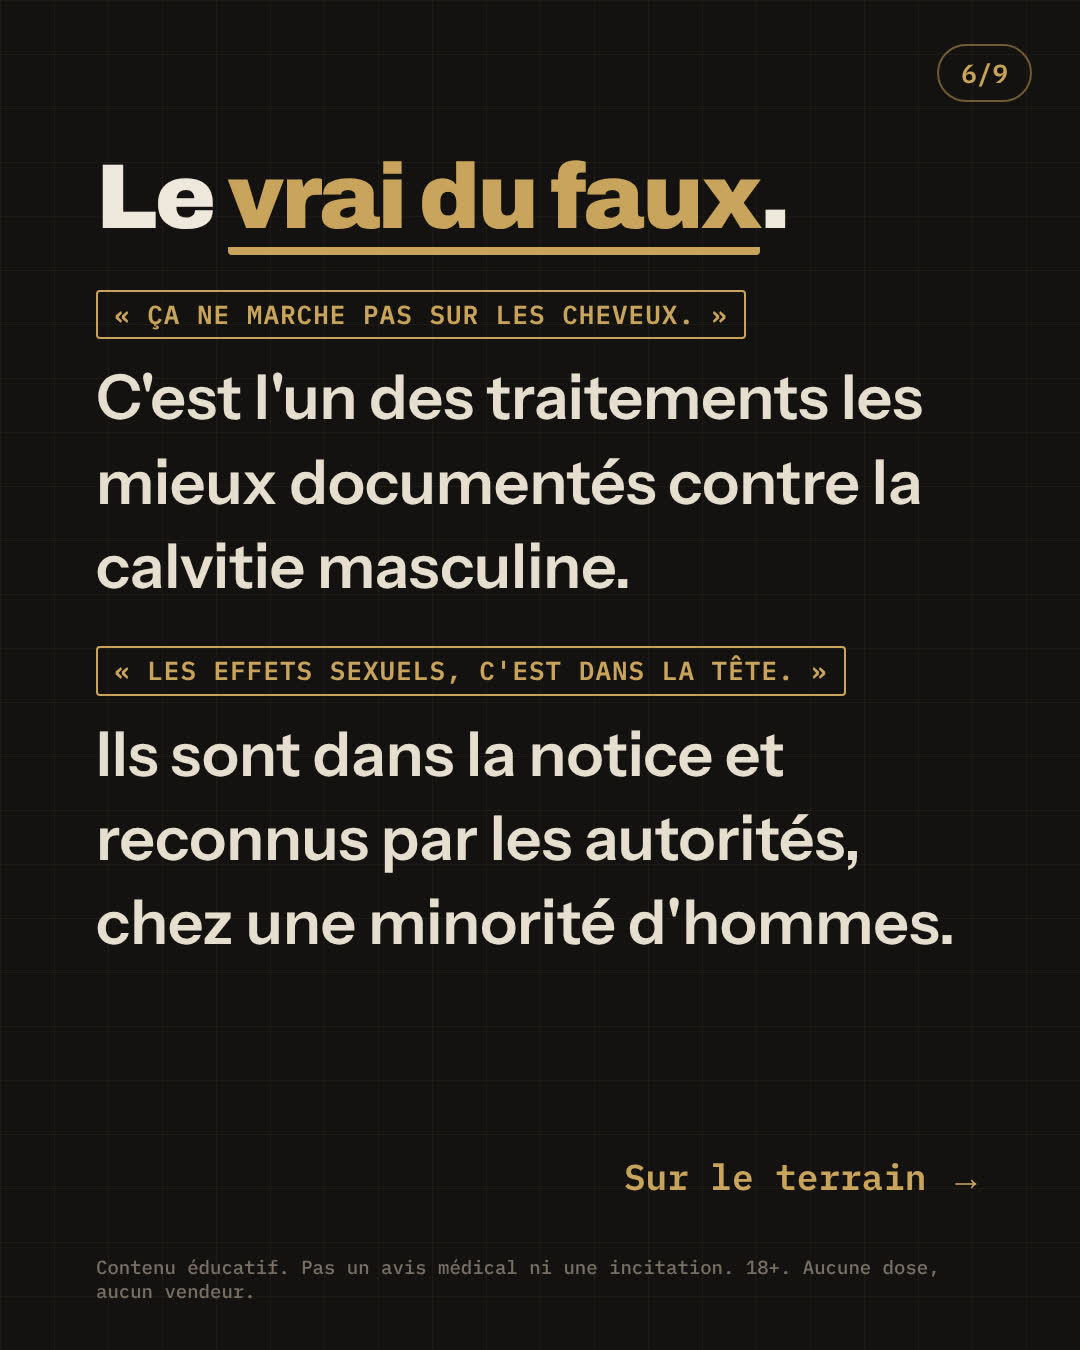 6/9
Le vrai du faux.
« ÇA NE MARCHE PAS SUR LES CHEVEUX. »
C'est l'un des traitements les
mieux documentés contre la
calvitie masculine.
« LES EFFETS SEXUELS, C'EST DANS LA TÊTE. »
Ils sont dans la notice et
reconnus par les autorités,
chez une minorité d'hommes.
Sur le terrain →
Contenu éducatif. Pas un avis médical ni une incitation. 18+. Aucune dose,
aucun vendeur.